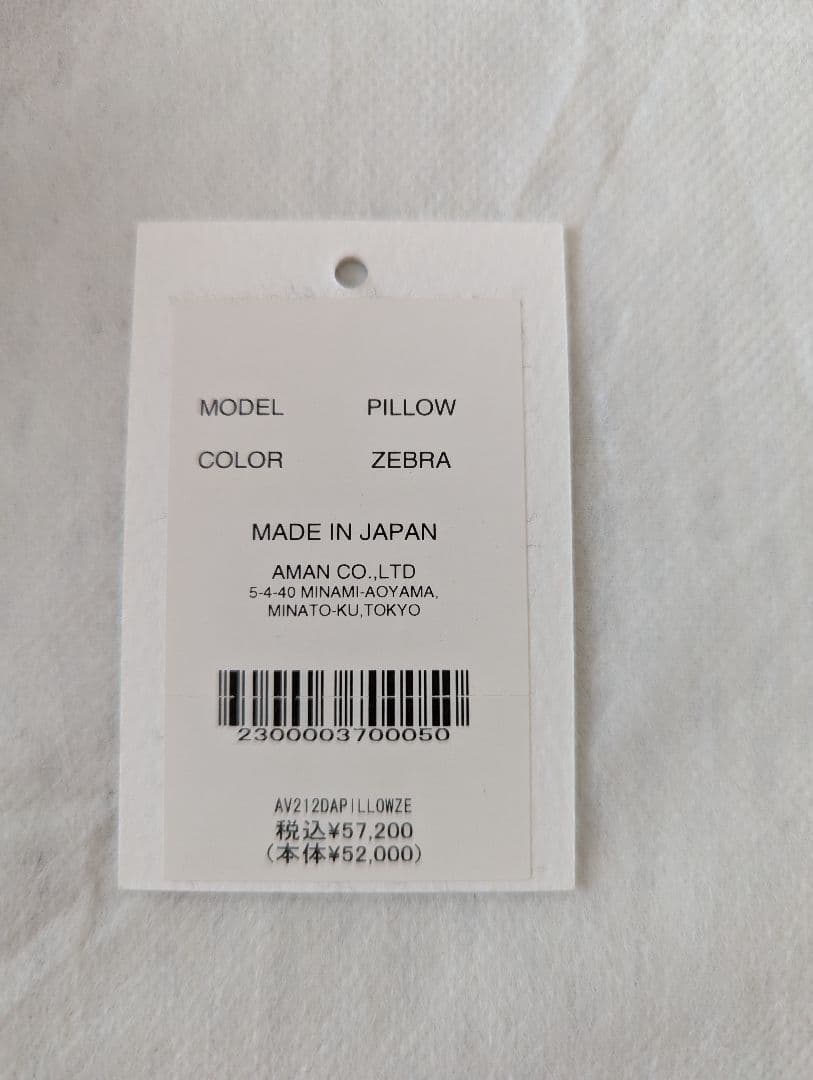 MODEL PILLOW
COLOR ZEBRA
MADE IN JAPAN
AMAN CO.,LTD
5-4-40 MINAMI-AOYAMA,
MINATO-KU,TOKYO
2300003700050
AV212DAPILLOWZE
税込¥57,200
(本体¥52,000)